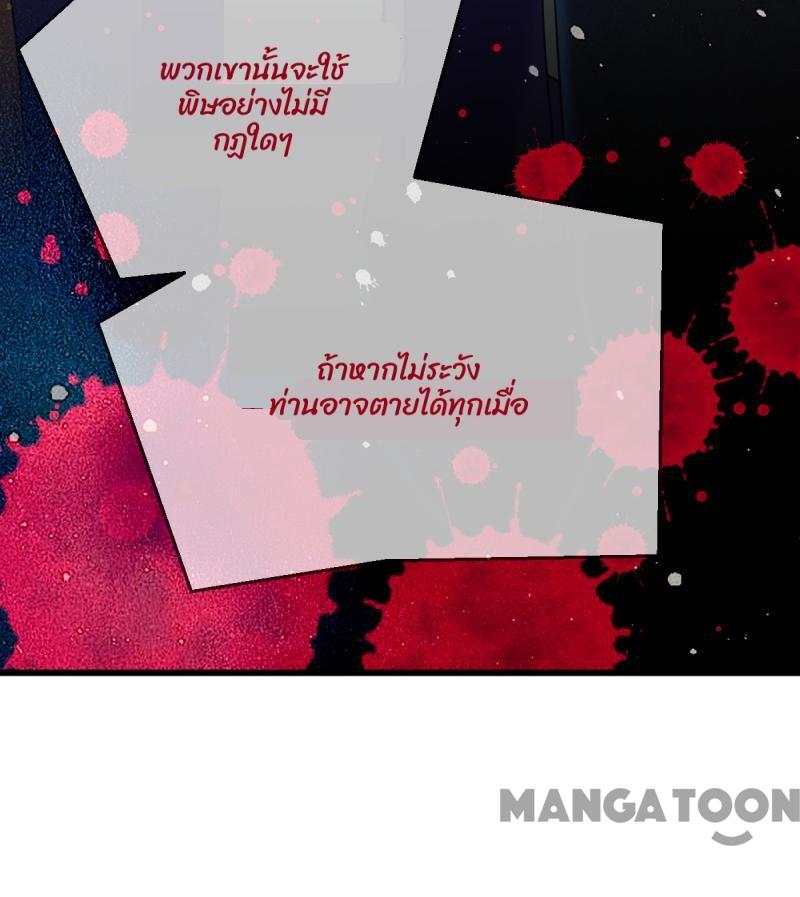 พวกเขานั้นจะใช้
พิษอย่างไม่มี
กฎใดๆ
ถ้าหากไม่ระวัง
ท่านอาจตายได้ทุกเมื่อ
MANGATOON